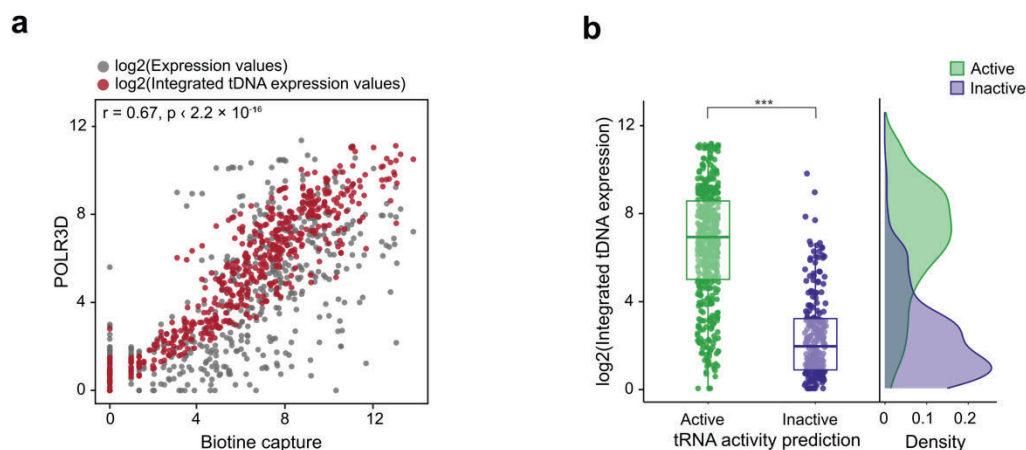 a
log2(Expression values)
log2(Integrated tDNA expression values)
r = 0.67, p ‹ 2.2 × 10⁻¹⁶
POLR3D
12
8
4
0
0
4
8
12
Biotine capture
b
Active
Inactive
***
log2(Integrated tDNA expression)
12
8
4
0
Active
Inactive
tRNA activity prediction
0
0.1
0.2
Density